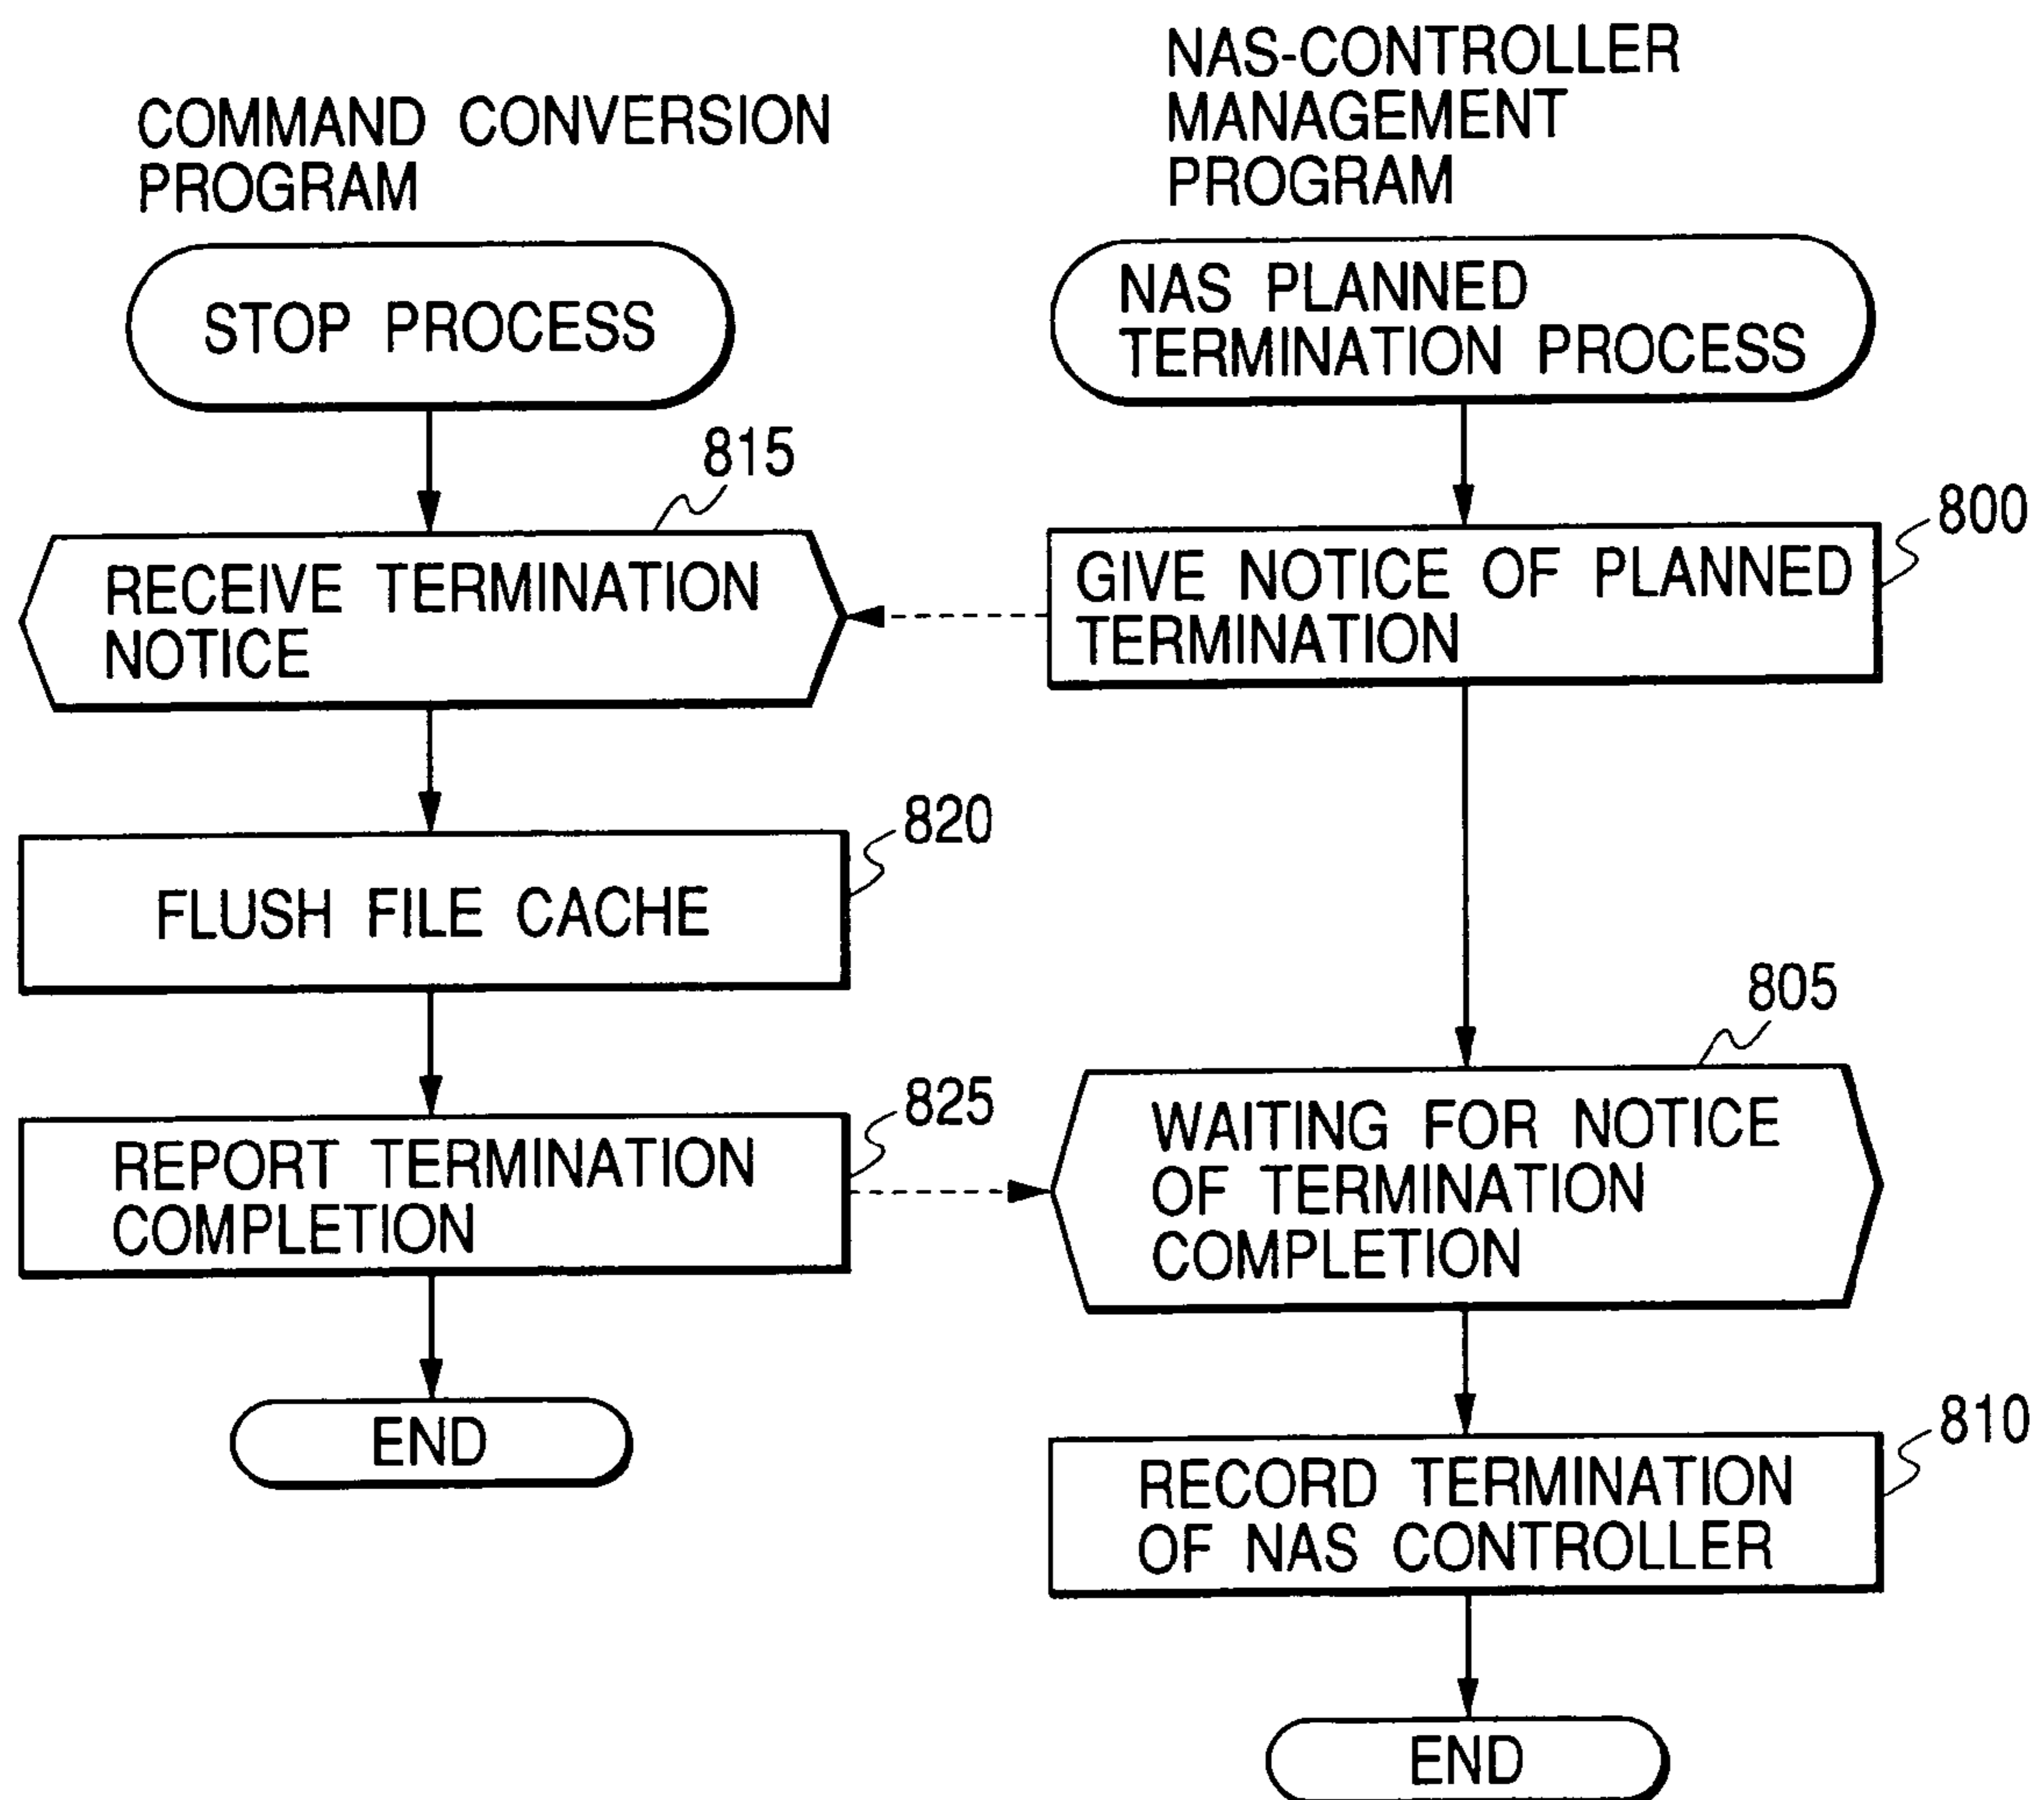 COMMAND CONVERSION
PROGRAM
STOP PROCESS
815
RECEIVE TERMINATION
NOTICE
820
FLUSH FILE CACHE
825
REPORT TERMINATION
COMPLETION
END
NAS-CONTROLLER
MANAGEMENT
PROGRAM
NAS PLANNED
TERMINATION PROCESS
800
GIVE NOTICE OF PLANNED
TERMINATION
805
WAITING FOR NOTICE
OF TERMINATION
COMPLETION
810
RECORD TERMINATION
OF NAS CONTROLLER
END